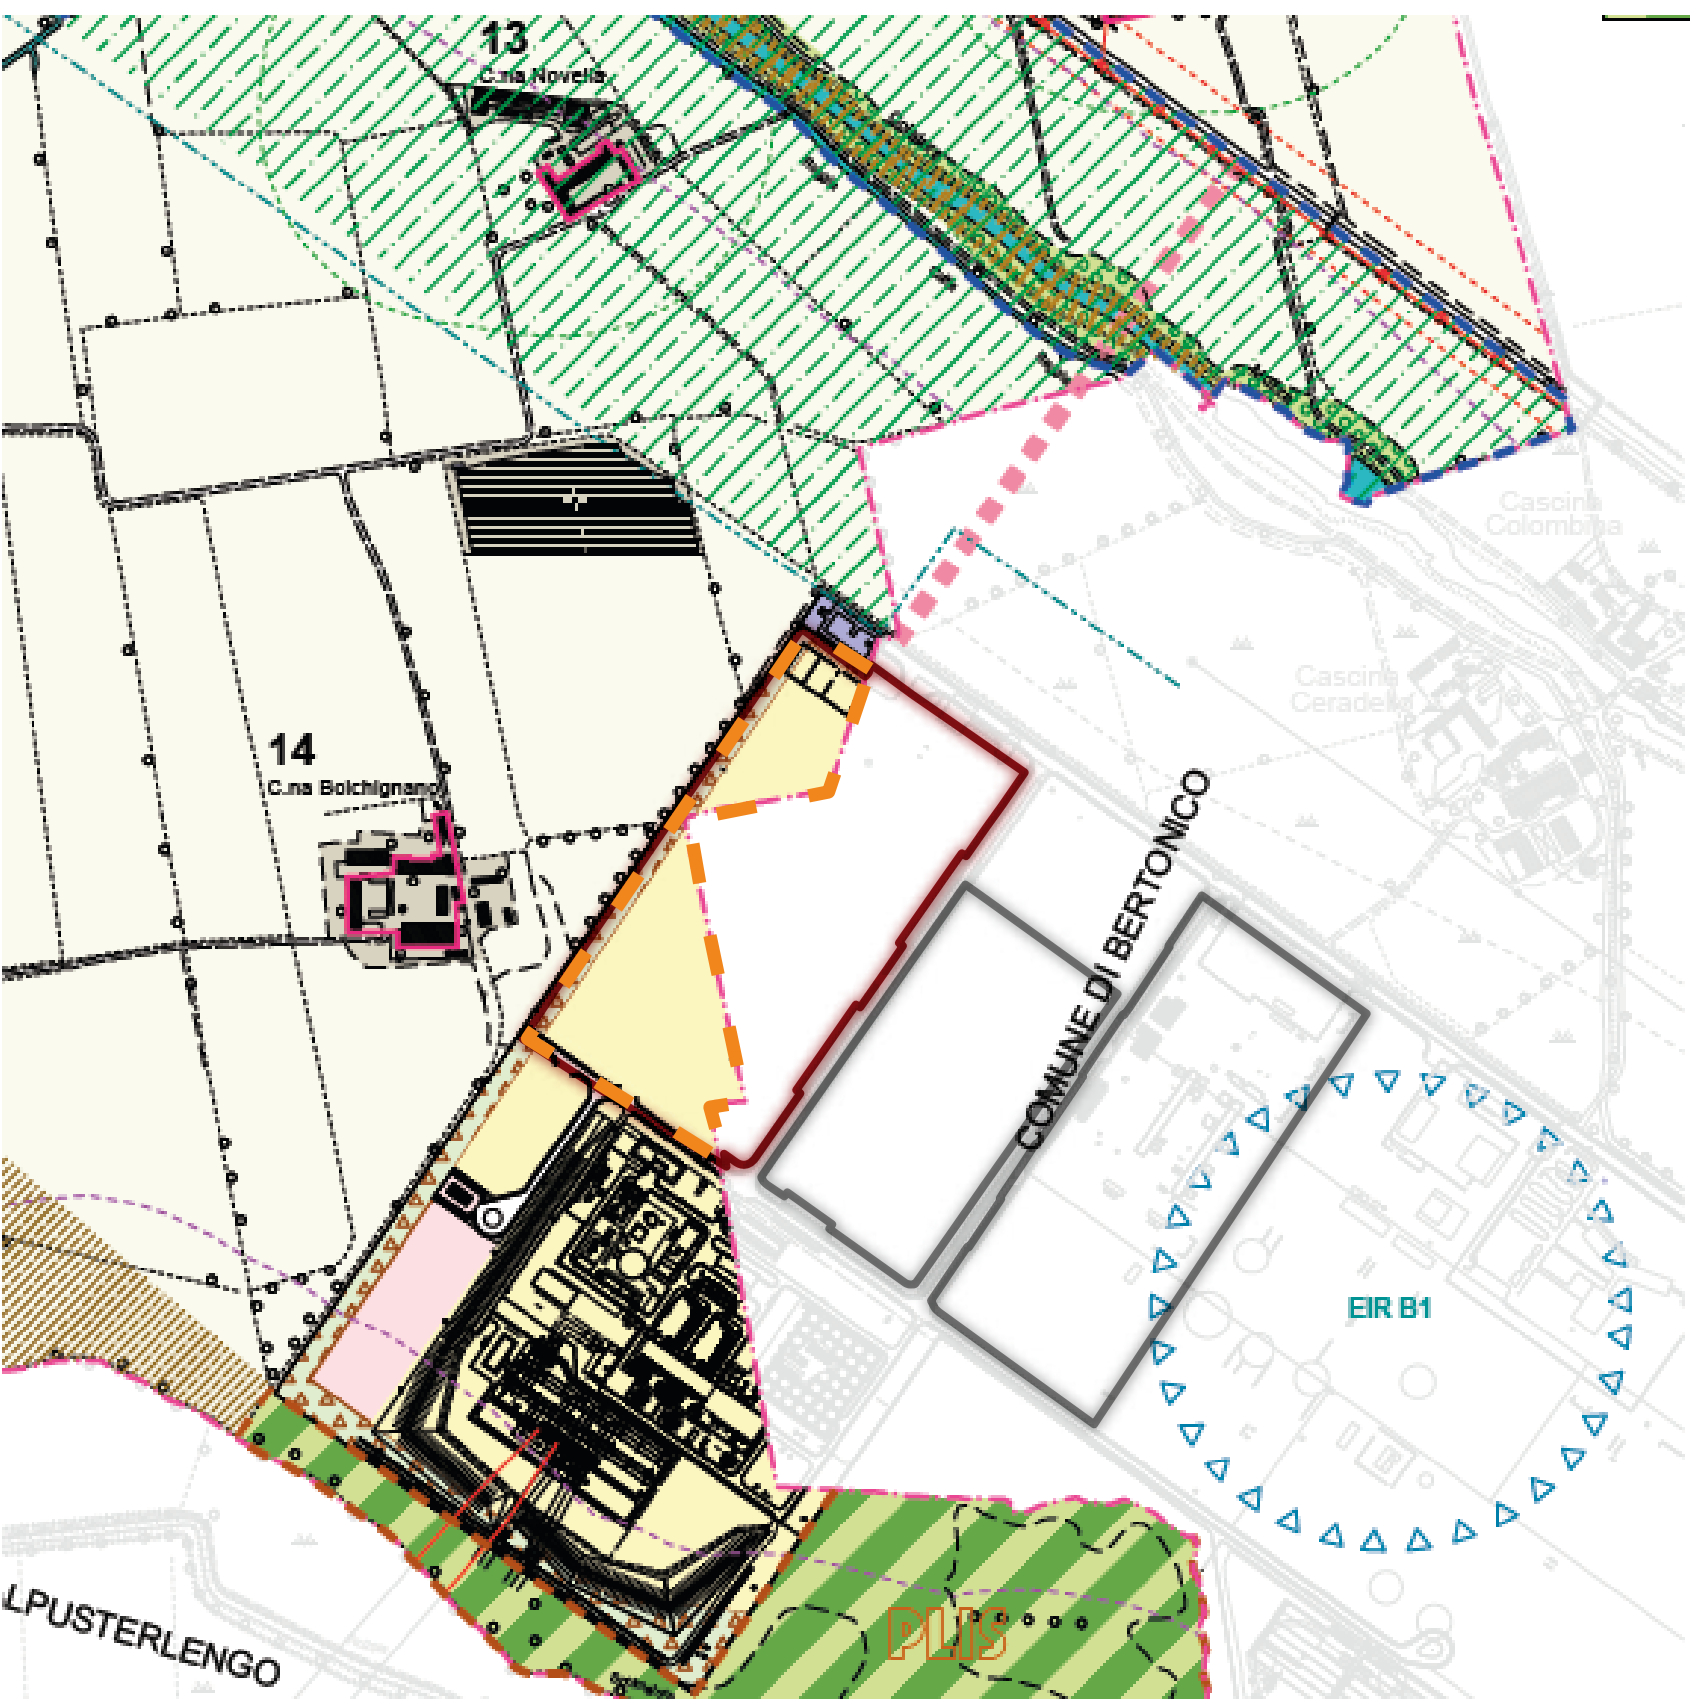 13
C.na Novella
Cascina
Colombina
Cascina
Ceradello
14
C.na Bolchignano
COMUNE DI BERTONICO
EIR B1
LPUSTERLENGO
PLIS